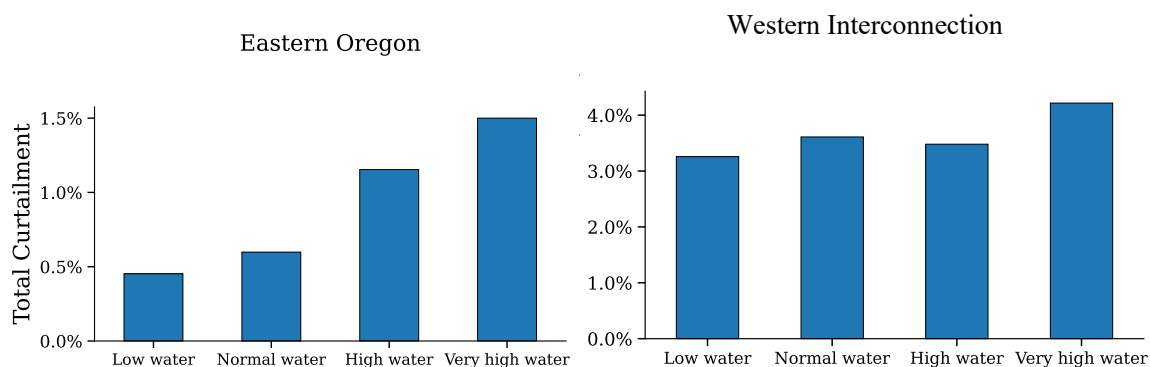 Eastern Oregon
Total Curtailment
1.5%
1.0%
0.5%
0.0%
Low water Normal water High water Very high water
Western Interconnection
4.0%
3.0%
2.0%
1.0%
0.0%
Low water Normal water High water Very high water